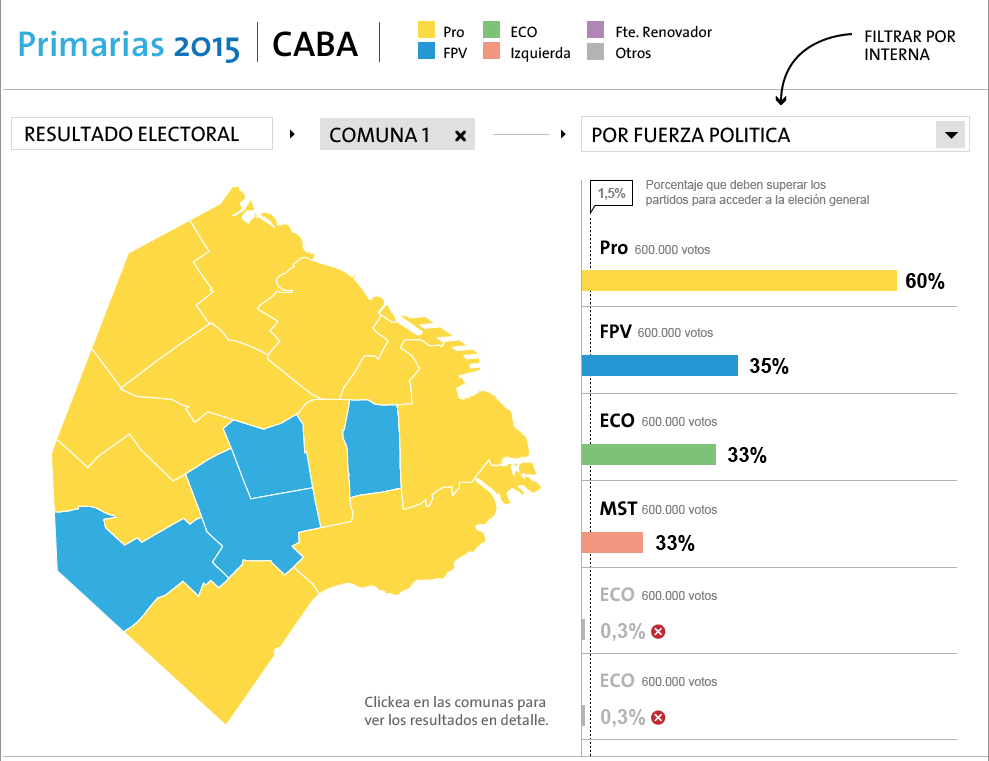 Primarias 2015 CABA
Pro
FPV
ECO
Izquierda
Fte. Renovador
Otros
FILTRAR POR
INTERNA
RESULTADO ELECTORAL
COMUNA 1
POR FUERZA POLITICA
1,5%
Porcentaje que deben superar los
partidos para acceder a la eleción general
Pro 600.000 votos
60%
FPV 600.000 votos
35%
ECO 600.000 votos
33%
MST 600.000 votos
33%
ECO 600.000 votos
0,3%
ECO 600.000 votos
0,3%
Clickea en las comunas para
ver los resultados en detalle.